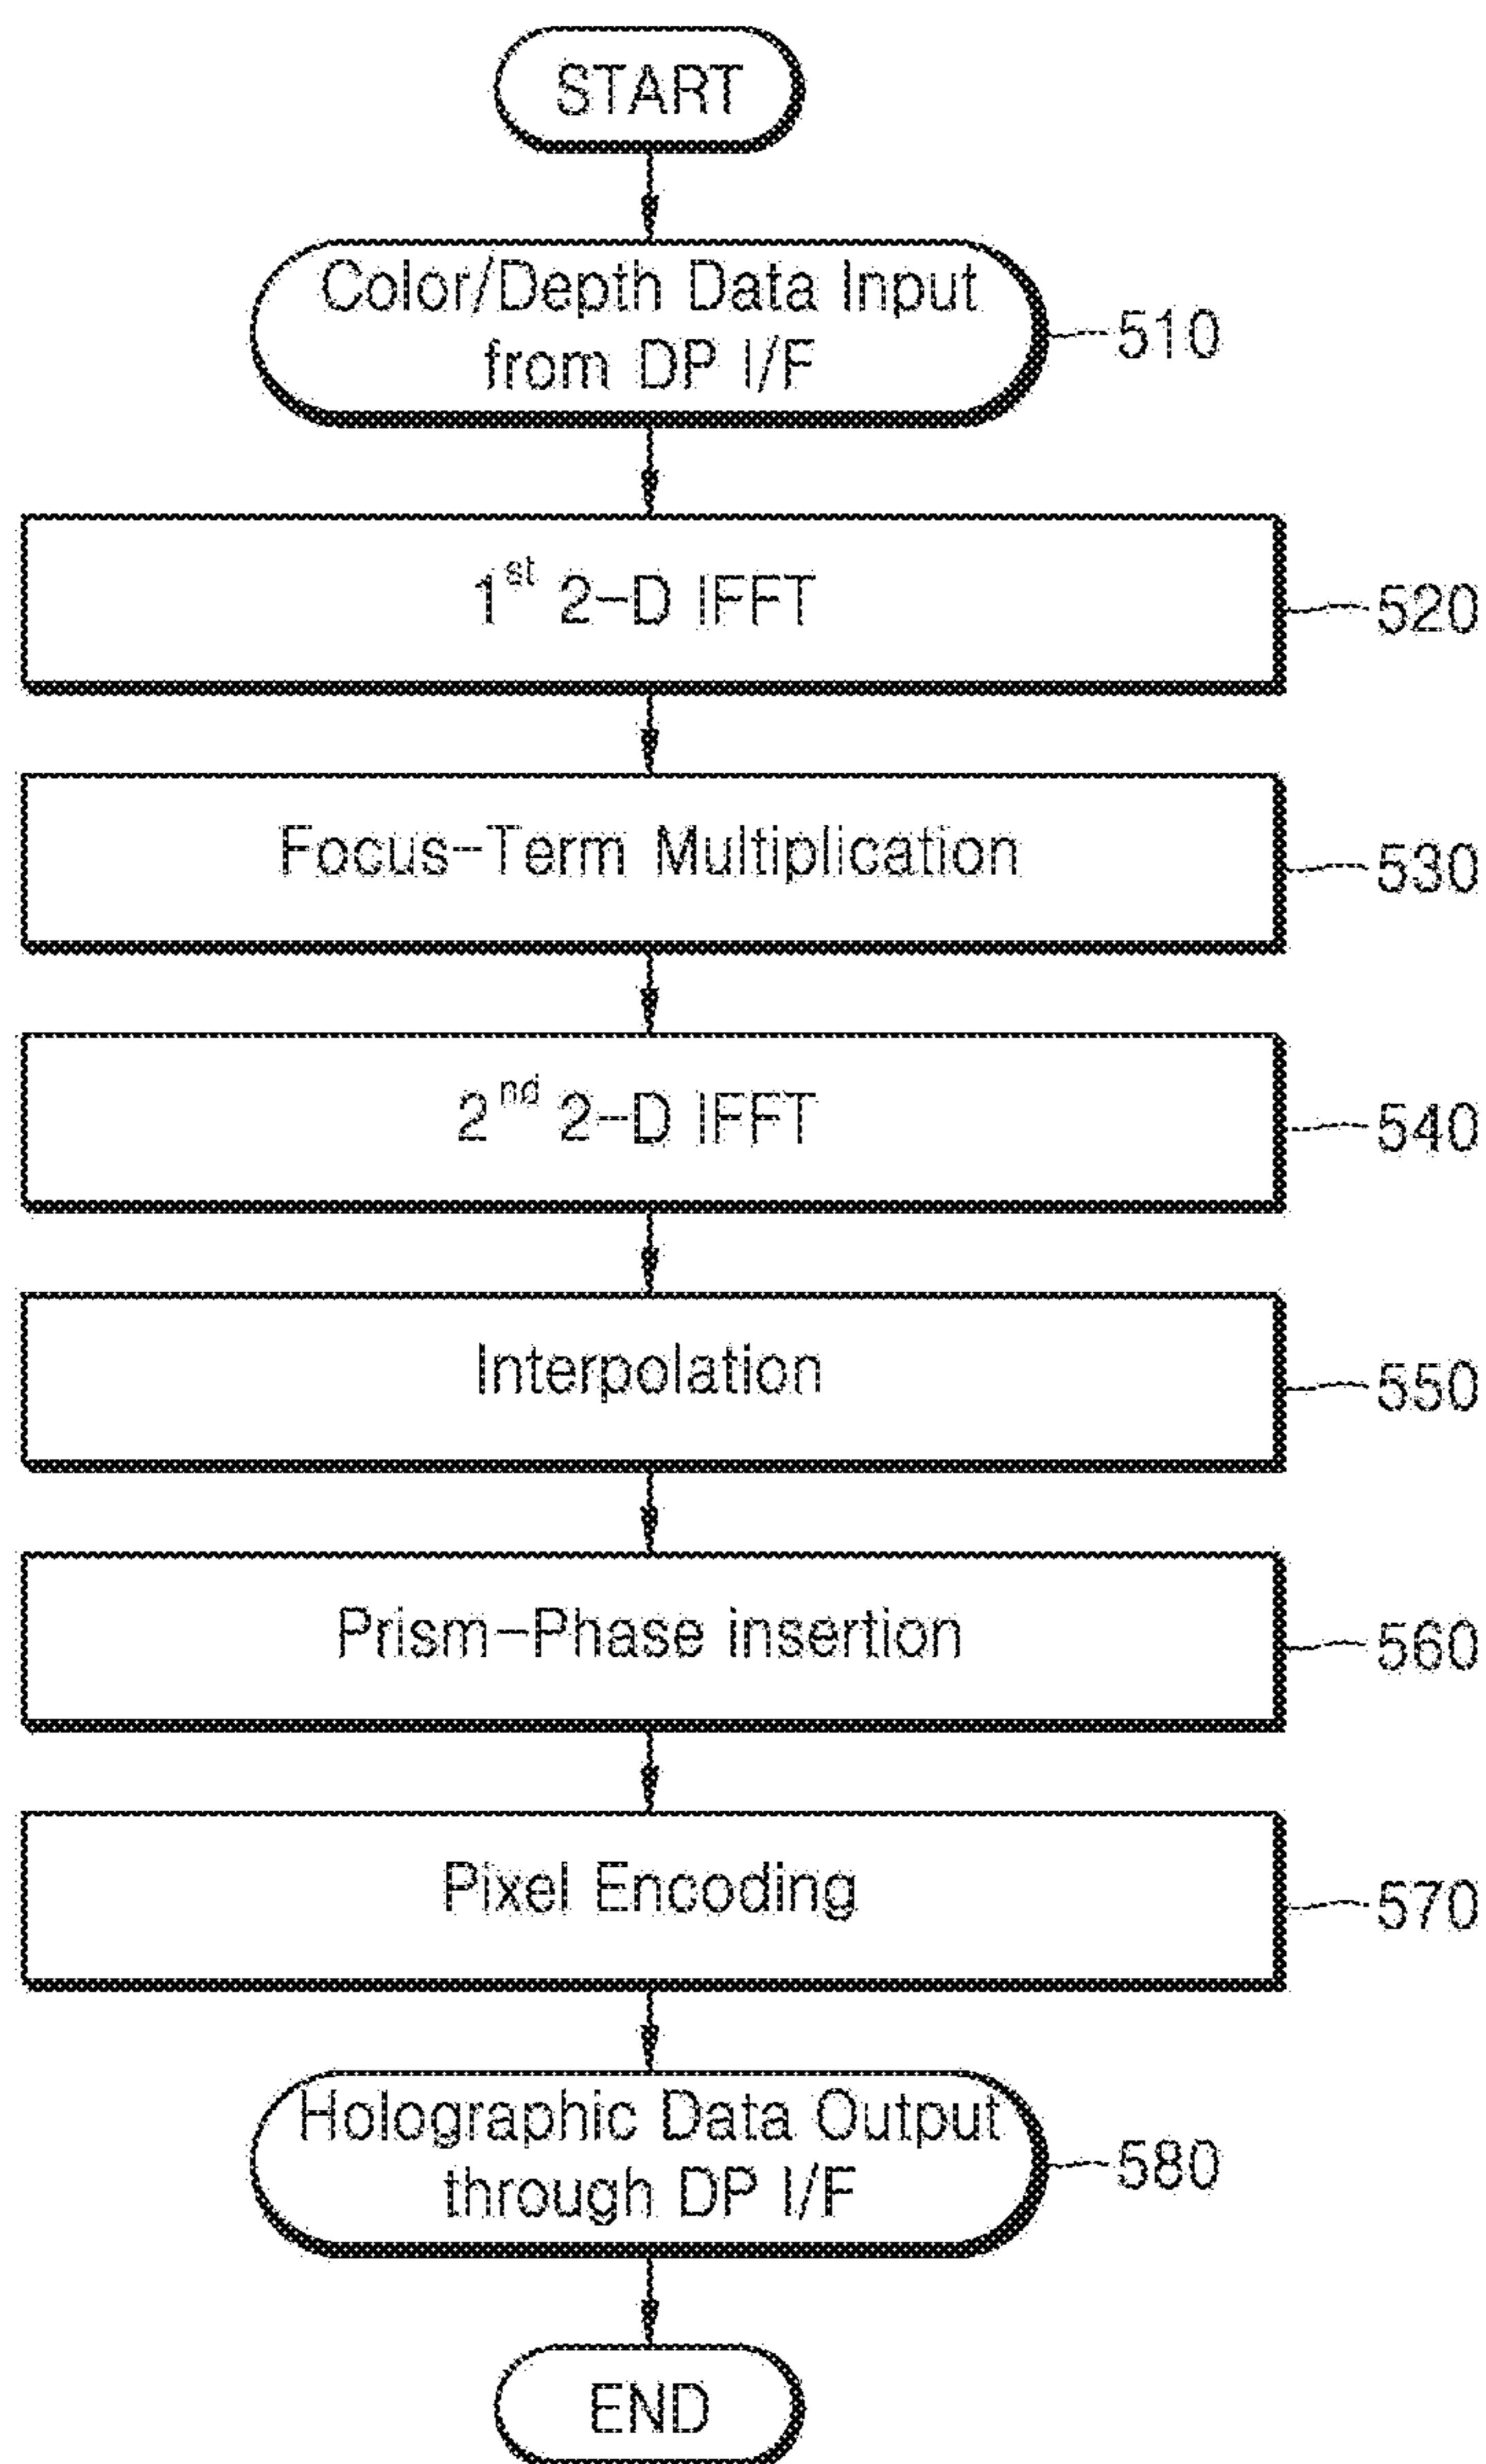 START
Color/Depth Data Input
from DP I/F
510
1st 2-D IFFT
520
Focus-Term Multiplication
530
2nd 2-D IFFT
540
Interpolation
550
Prism-Phase insertion
560
Pixel Encoding
570
Holographic Data Output
through DP I/F
580
END